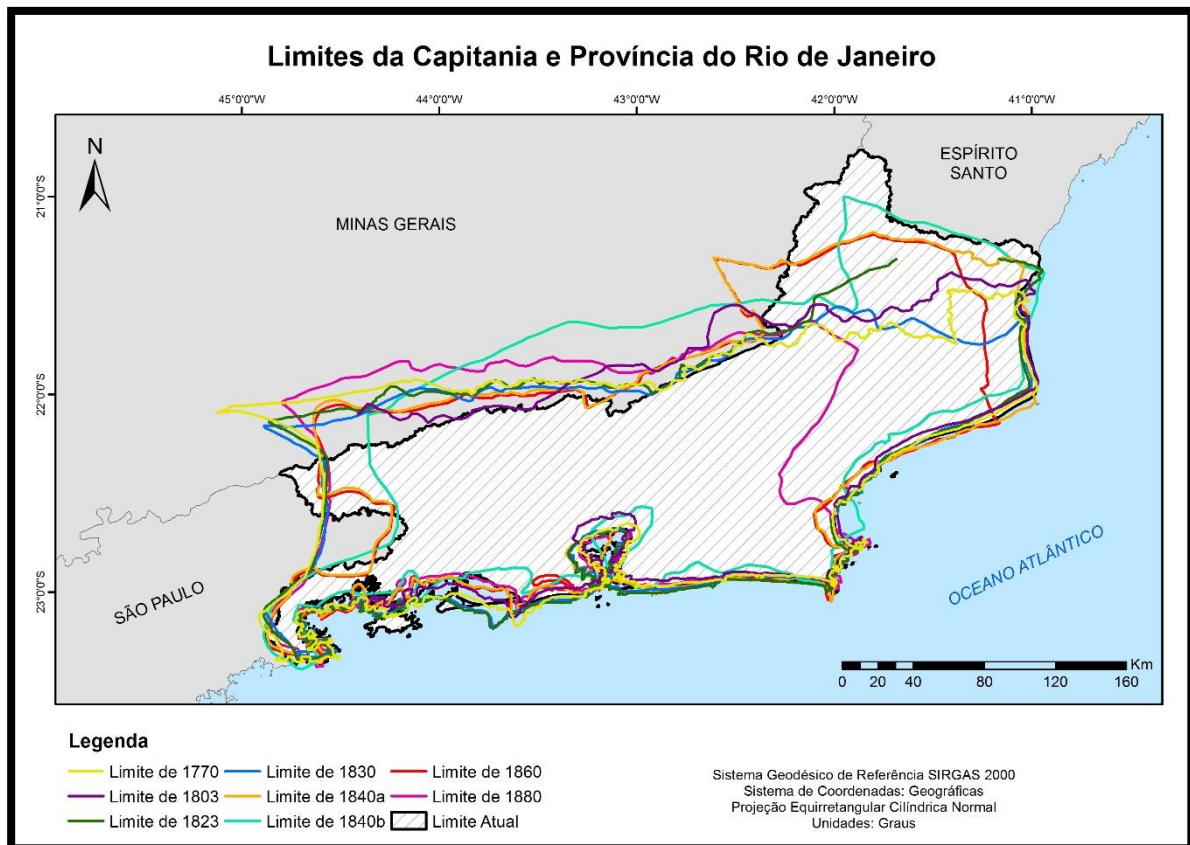 Limites da Capitania e Província do Rio de Janeiro
45°0'0"W 44°0'0"W 43°0'0"W 42°0'0"W 41°0'0"W
N
ESPÍRITO
SANTO
21°0'0"S
MINAS GERAIS
22°0'0"S
23°0'0"S
SÃO PAULO
OCEANO ATLÂNTICO
Km
0 20 40 80 120 160
Legenda
Limite de 1770 Limite de 1830 Limite de 1860
Limite de 1803 Limite de 1840a Limite de 1880
Limite de 1823 Limite de 1840b Limite Atual
Sistema Geodésico de Referência SIRGAS 2000
Sistema de Coordenadas: Geográficas
Projeção Equirretangular Cilíndrica Normal
Unidades: Graus